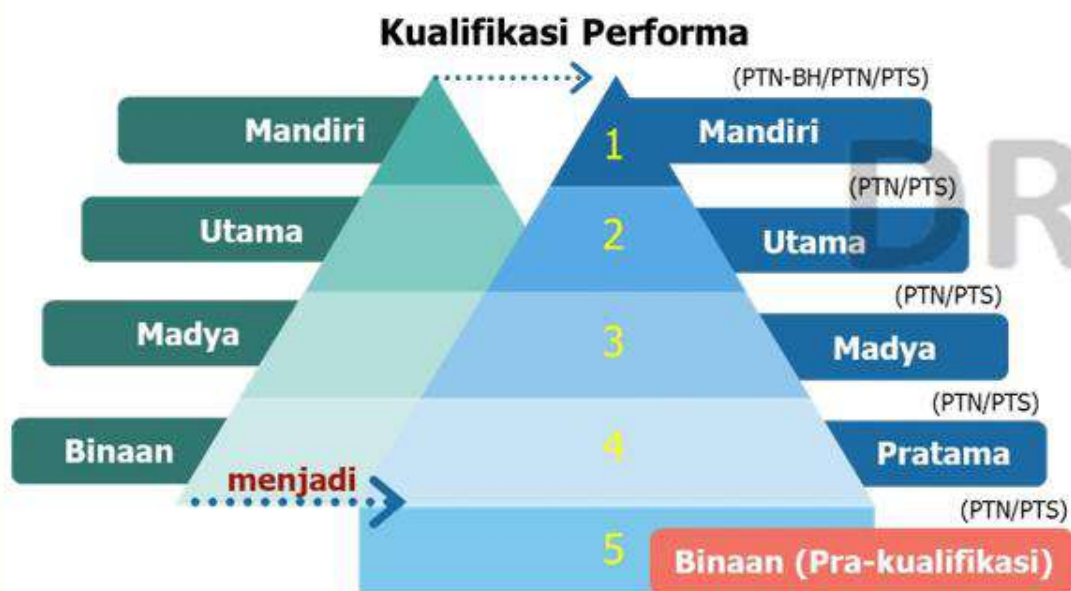 Kualifikasi Performa
(PTN-BH/PTN/PTS)
Mandiri
1
Mandiri
(PTN/PTS)
Utama
2
Utama
(PTN/PTS)
Madya
3
Madya
(PTN/PTS)
Binaan
4
Pratama
menjadi
(PTN/PTS)
5
Binaan (Pra-kualifikasi)
DR